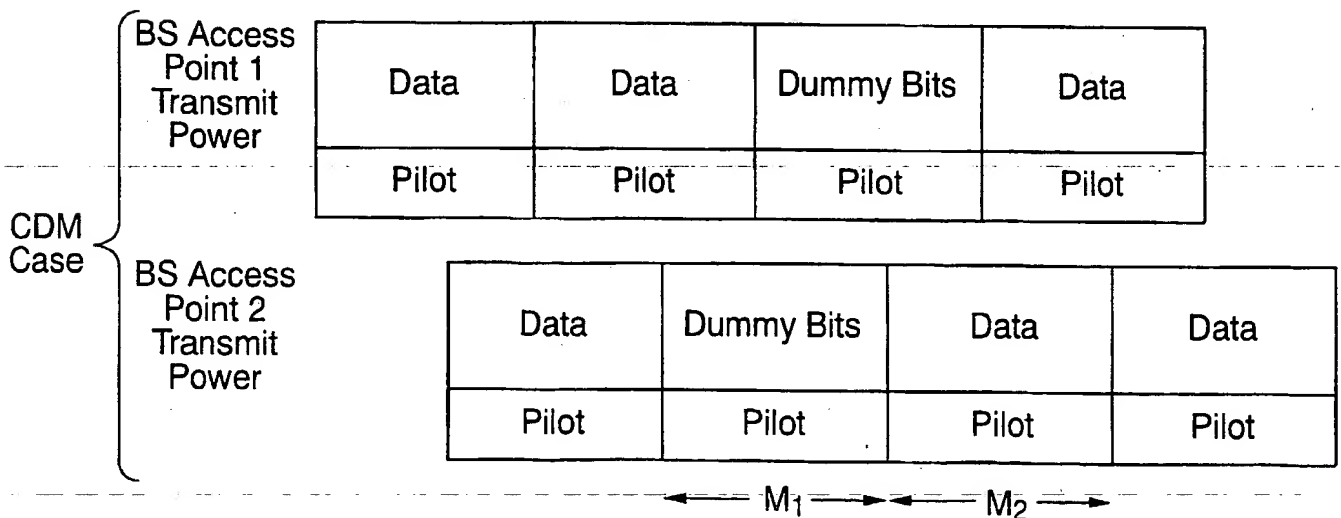 CDM
Case
BS Access
Point 1
Transmit
Power
Data Data Dummy Bits Data
Pilot Pilot Pilot Pilot
BS Access
Point 2
Transmit
Power
Data Dummy Bits Data Data
Pilot Pilot Pilot Pilot
M1 M2